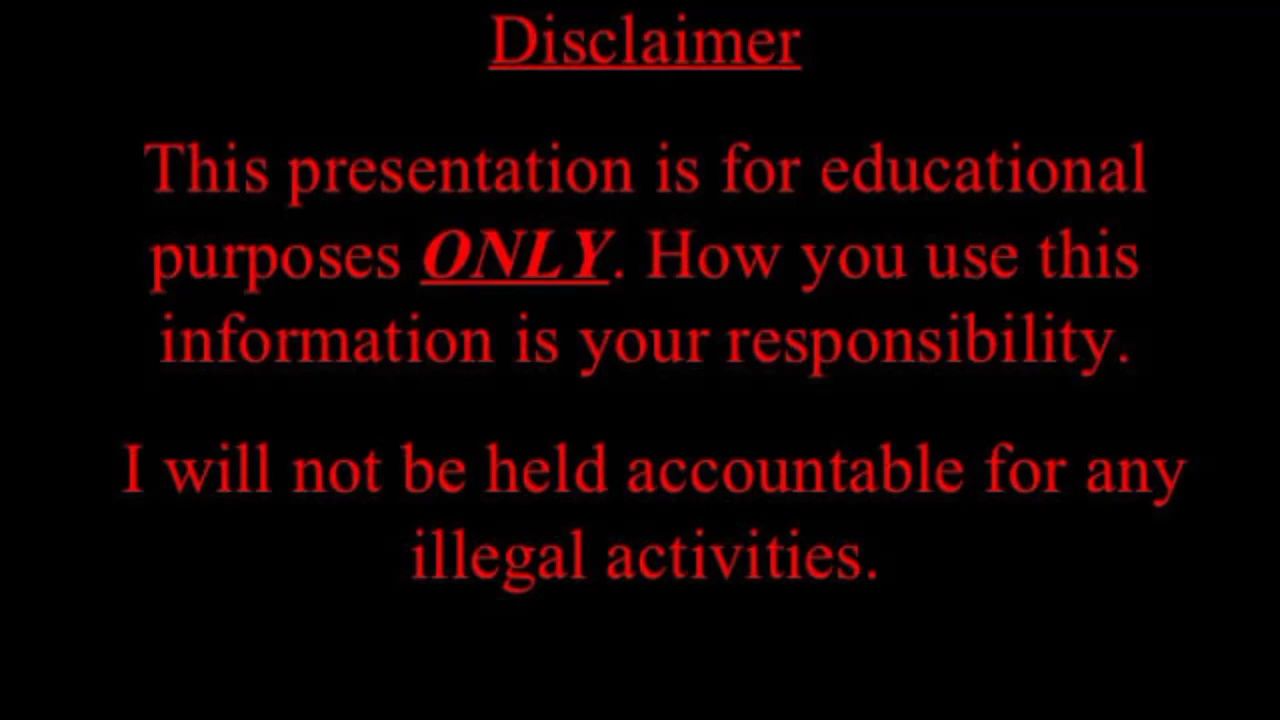 Disclaimer
This presentation is for educational
purposes ONLY. How you use this
information is your responsibility.
I will not be held accountable for any
illegal activities.